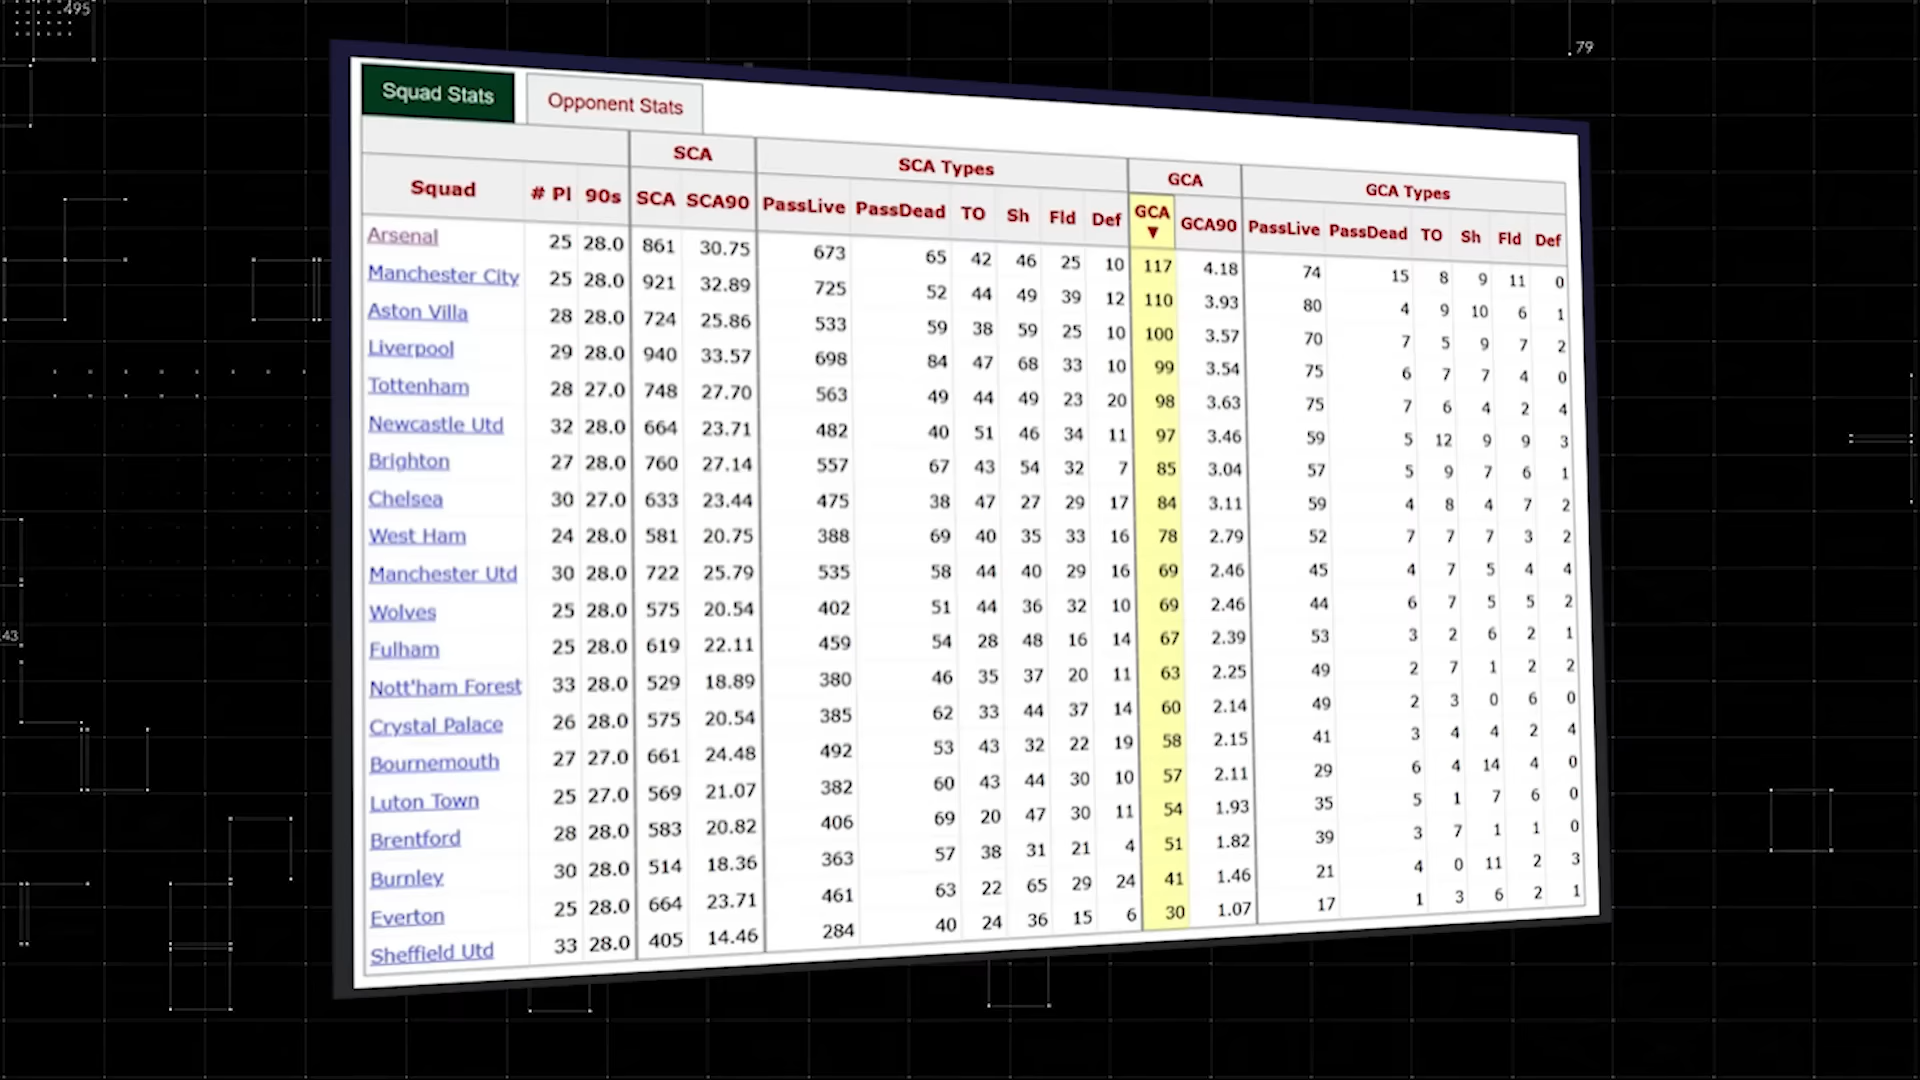 495
79
43
Squad Stats Opponent Stats
SCA SCA Types GCA GCA Types
Squad # Pl 90s SCA SCA90 PassLive PassDead TO Sh Fld Def GCA ▼ GCA90 PassLive PassDead TO Sh Fld Def
Arsenal 25 28.0 861 30.75 673 65 42 46 25 10 117 4.18 74 15 8 9 11 0
Manchester City 25 28.0 921 32.89 725 52 44 49 39 12 110 3.93 80 4 9 10 6 1
Aston Villa 28 28.0 724 25.86 533 59 38 59 25 10 100 3.57 70 7 5 9 7 2
Liverpool 29 28.0 940 33.57 698 84 47 68 33 10 99 3.54 75 6 7 7 4 0
Tottenham 28 27.0 748 27.70 563 49 44 49 23 20 98 3.63 75 7 6 4 2 4
Newcastle Utd 32 28.0 664 23.71 482 40 51 46 34 11 97 3.46 59 5 12 9 9 3
Brighton 27 28.0 760 27.14 557 67 43 54 32 7 85 3.04 57 5 9 7 6 1
Chelsea 30 27.0 633 23.44 475 38 47 27 29 17 84 3.11 59 4 8 4 7 2
West Ham 24 28.0 581 20.75 388 69 40 35 33 16 78 2.79 52 7 7 7 3 2
Manchester Utd 30 28.0 722 25.79 535 58 44 40 29 16 69 2.46 45 4 7 5 4 4
Wolves 25 28.0 575 20.54 402 51 44 36 32 10 69 2.46 44 6 7 5 5 2
Fulham 25 28.0 619 22.11 459 54 28 48 16 14 67 2.39 53 3 2 6 2 1
Nott'ham Forest 33 28.0 529 18.89 380 46 35 37 20 11 63 2.25 49 2 7 1 2 2
Crystal Palace 26 28.0 575 20.54 385 62 33 44 37 14 60 2.14 49 2 3 0 6 0
Bournemouth 27 27.0 661 24.48 492 53 43 32 22 19 58 2.15 41 3 4 4 2 4
Luton Town 25 27.0 569 21.07 382 60 43 44 30 10 57 2.11 29 6 4 14 4 0
Brentford 28 28.0 583 20.82 406 69 20 47 30 11 54 1.93 35 5 1 7 6 0
Burnley 30 28.0 514 18.36 363 57 38 31 21 4 51 1.82 39 3 7 1 1 0
Everton 25 28.0 664 23.71 461 63 22 65 29 24 41 1.46 21 4 0 11 2 3
Sheffield Utd 33 28.0 405 14.46 284 40 24 36 15 6 30 1.07 17 1 3 6 2 1